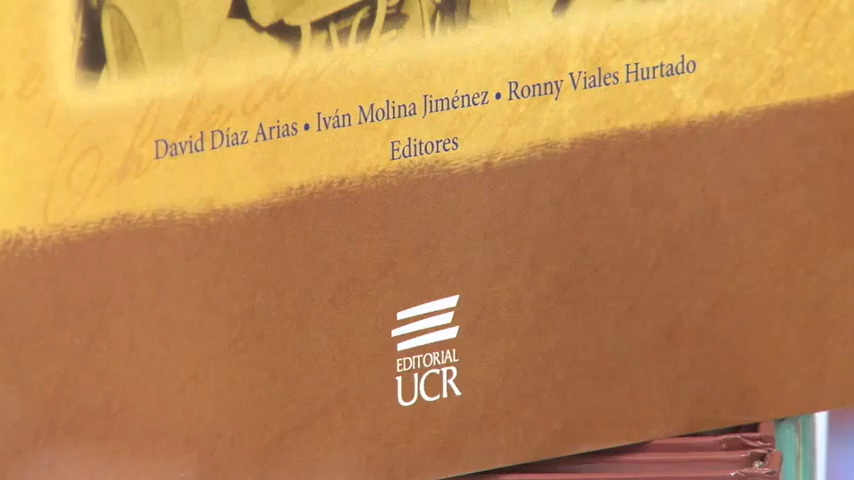 David Díaz Arias • Iván Molina Jiménez • Ronny Viales Hurtado
Editores
EDITORIAL
UCR